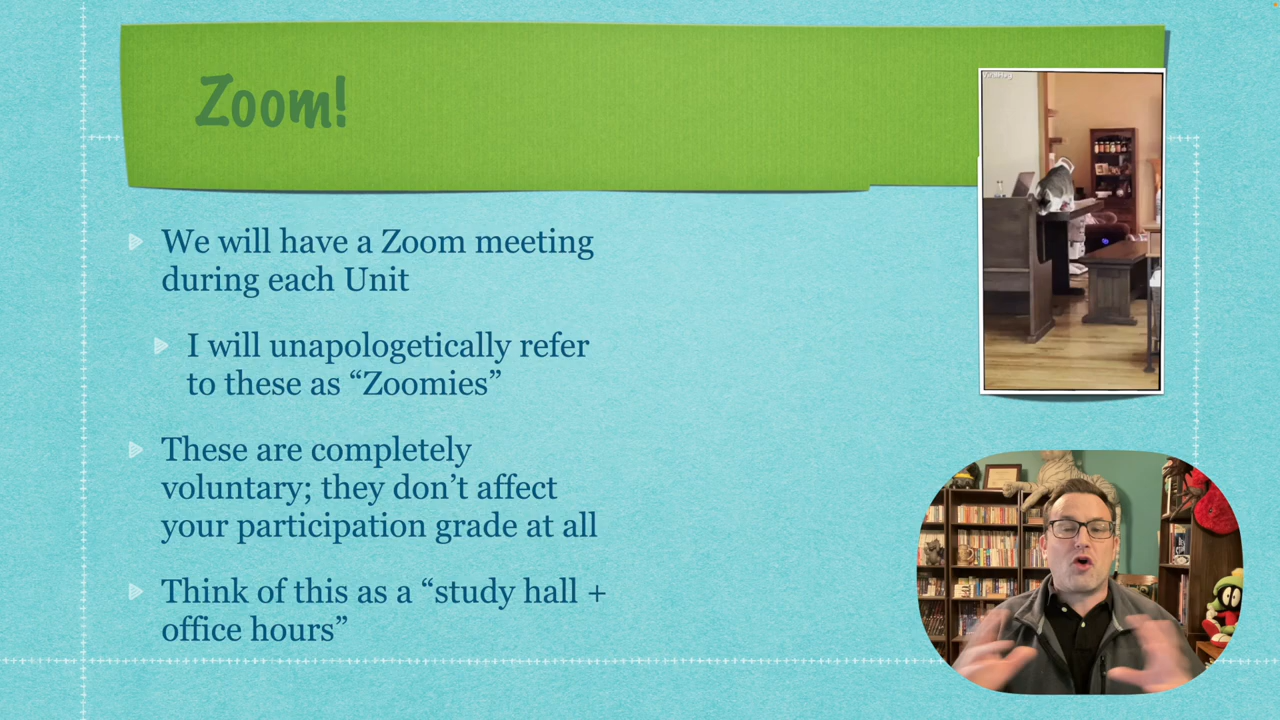 Zoom!
We will have a Zoom meeting
during each Unit
I will unapologetically refer
to these as “Zoomies”
These are completely
voluntary; they don’t affect
your participation grade at all
Think of this as a “study hall +
office hours”